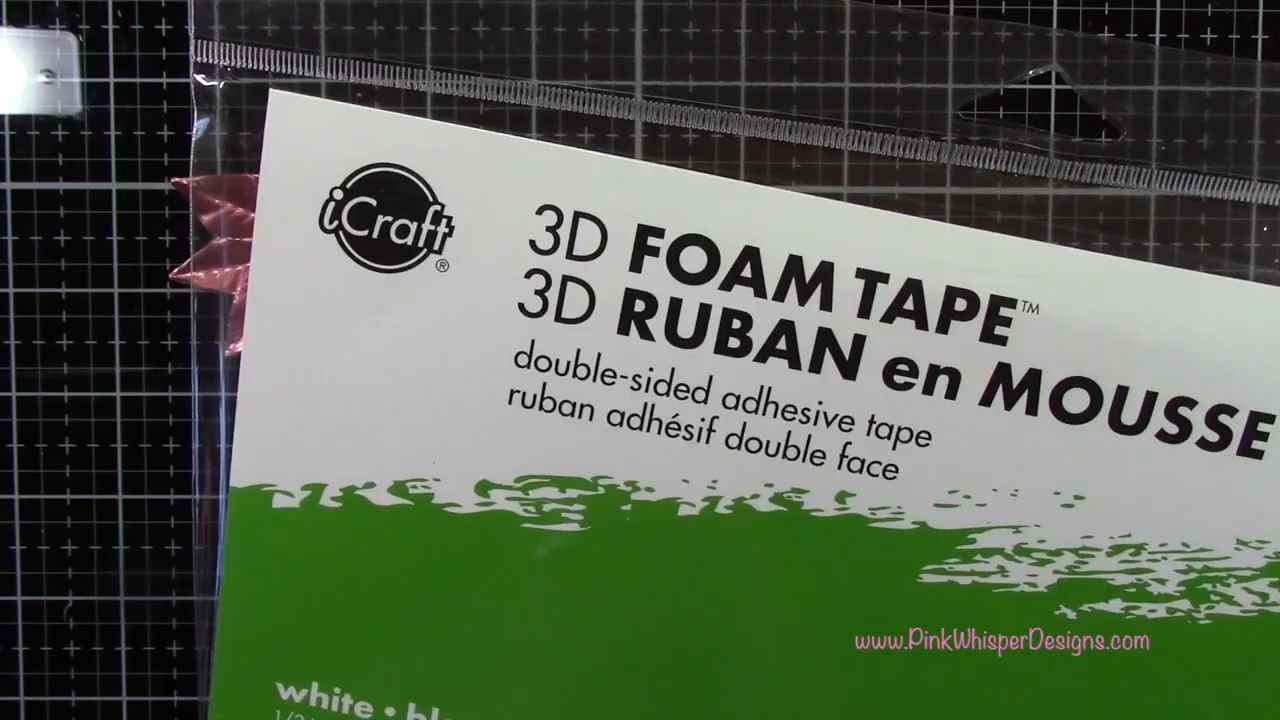 iCraft®
3D FOAM TAPE™
3D RUBAN en MOUSSE
double-sided adhesive tape
ruban adhésif double face
www.PinkWhisperDesigns.com
white •